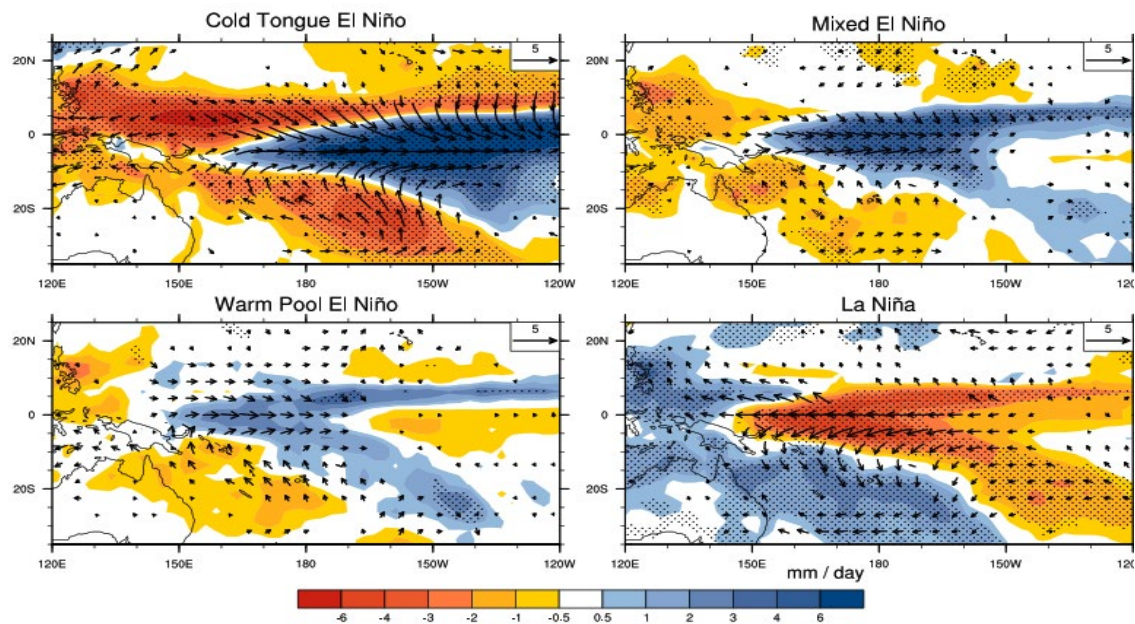 Cold Tongue El Niño
Mixed El Niño
5
5
20N
0
20S
20N
0
20S
120E 150E 180 150W 120W
120E 150E 180 150W 120W
Warm Pool El Niño
La Niña
5
5
20N
0
20S
20N
0
20S
120E 150E 180 150W 120W
120E 150E 180 150W 120W
mm / day
-6 -4 -3 -2 -1 -0.5 0.5 1 2 3 4 6